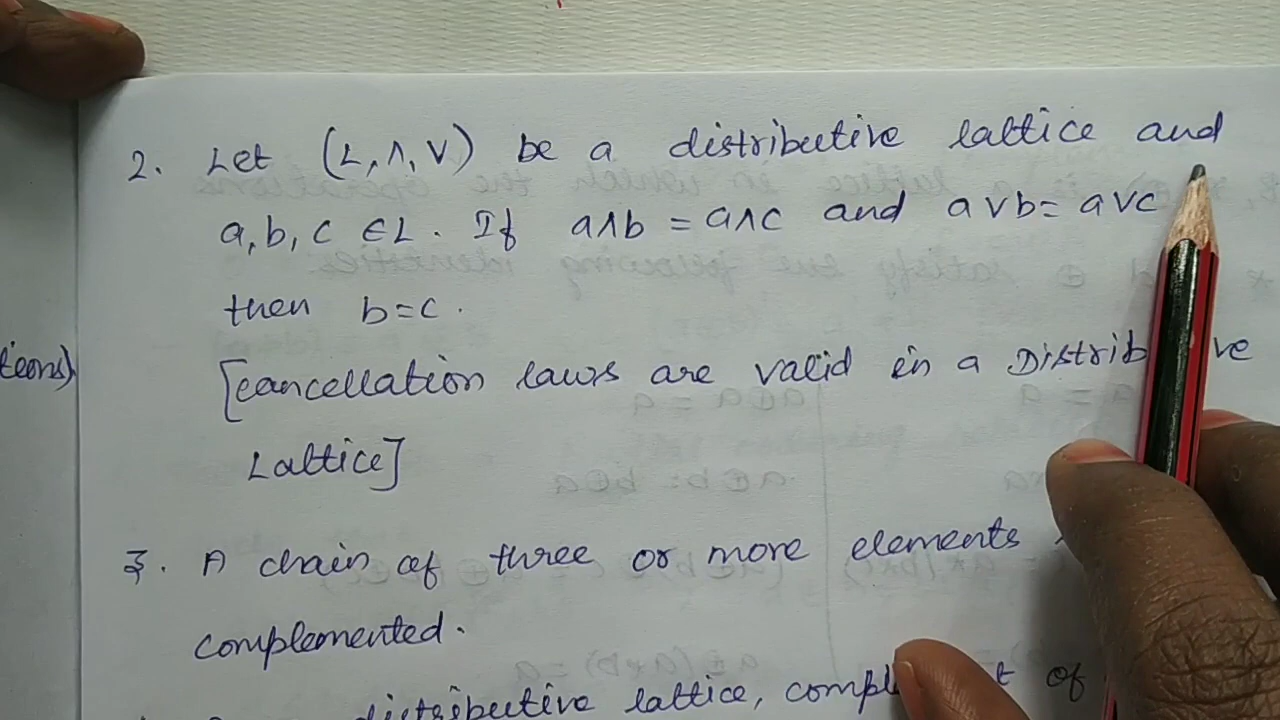 2. Let (L, ∧, ∨) be a distributive lattice and
a, b, c ∈ L. If a∧b = a∧c and a∨b = a∨c
then b=c.
tions)
[cancellation laws are valid in a Distrib ve
Lattice]
3. A chain of three or more elements
complemented.
distributive lattice, compl t of